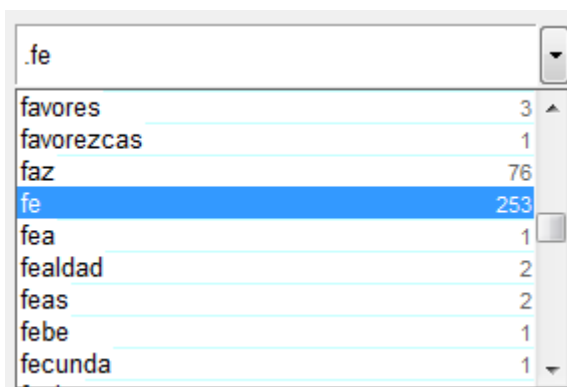 .fe
favores 3
favorezcas 1
faz 76
fe 253
fea 1
fealdad 2
feas 2
febe 1
fecunda 1